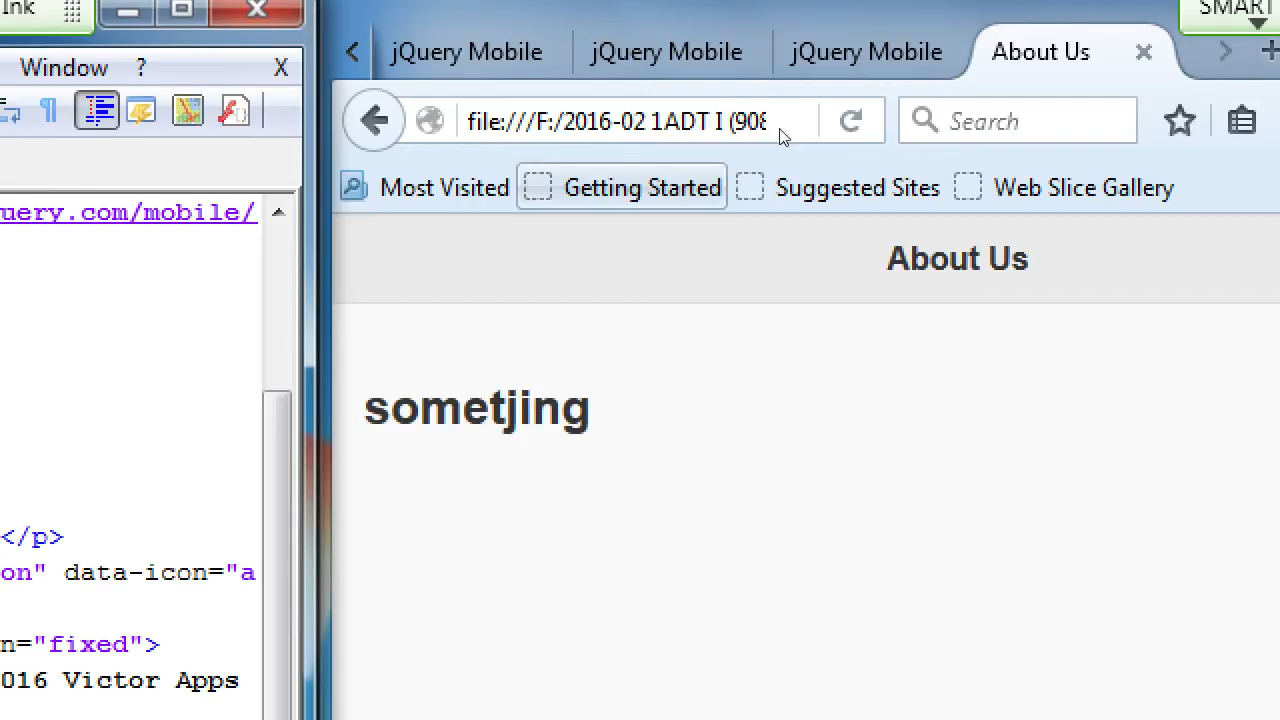 Ink
Window ?
X
uery.com/mobile/
</p>
on" data-icon="a
n="fixed">
016 Victor Apps
SMART
jQuery Mobile
jQuery Mobile
jQuery Mobile
About Us
file:///F:/2016-02 1ADT I (908
Search
Most Visited
Getting Started
Suggested Sites
Web Slice Gallery
About Us
sometjing